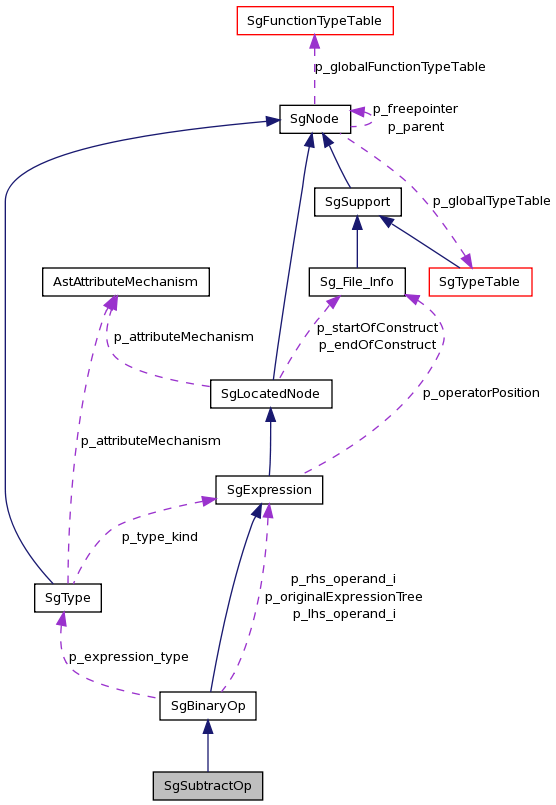 SgFunctionTypeTable
p_globalFunctionTypeTable
p_freepointer
p_parent
SgNode
SgSupport
p_globalTypeTable
AstAttributeMechanism
Sg_File_Info
SgTypeTable
p_startOfConstruct
p_endOfConstruct
p_attributeMechanism
SgLocatedNode
p_operatorPosition
p_attributeMechanism
SgExpression
p_type_kind
p_rhs_operand_i
p_originalExpressionTree
p_lhs_operand_i
SgType
p_expression_type
SgBinaryOp
SgSubtractOp